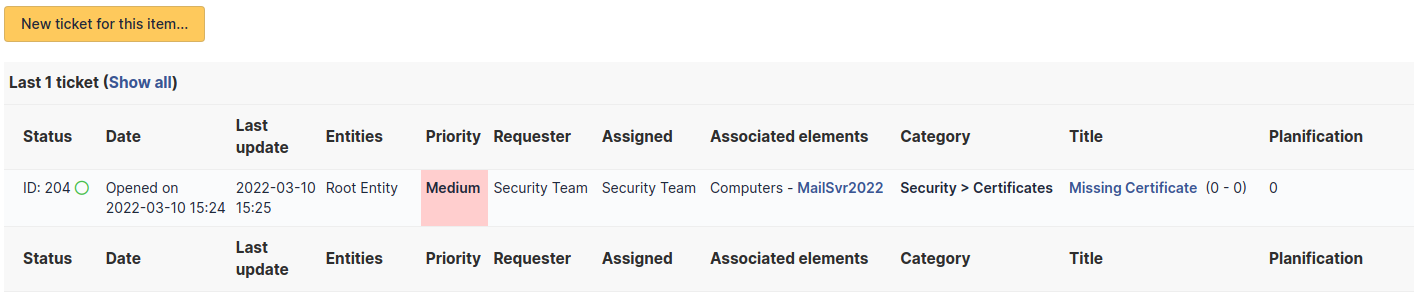 New ticket for this item...
Last 1 ticket (Show all)
Status Date Last update Entities Priority Requester Assigned Associated elements Category Title Planification
ID: 204 Opened on 2022-03-10 15:24 2022-03-10 15:25 Root Entity Medium Security Team Security Team Computers - MailSvr2022 Security > Certificates Missing Certificate (0 - 0) 0
Status Date Last update Entities Priority Requester Assigned Associated elements Category Title Planification